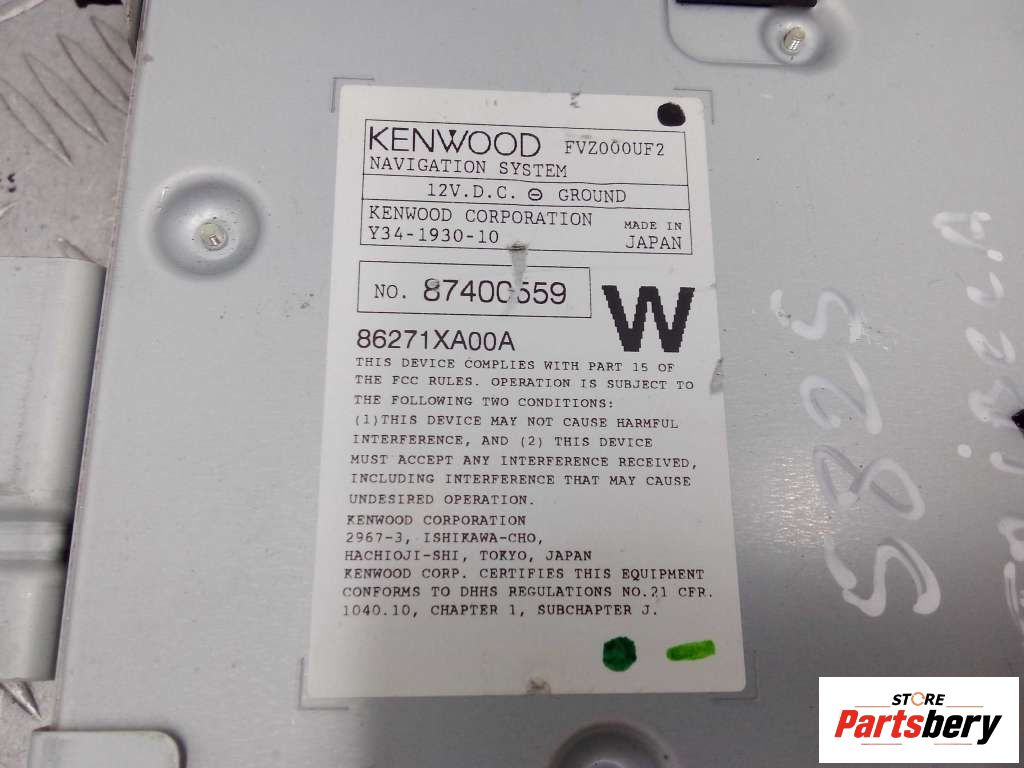 KENWOOD FVZ000UF2
NAVIGATION SYSTEM
12V.D.C. ⊖ GROUND
KENWOOD CORPORATION
Y34-1930-10
MADE IN
JAPAN
NO. 87400559
W
86271XA00A
THIS DEVICE COMPLIES WITH PART 15 OF
THE FCC RULES. OPERATION IS SUBJECT TO
THE FOLLOWING TWO CONDITIONS:
(1)THIS DEVICE MAY NOT CAUSE HARMFUL
INTERFERENCE, AND (2) THIS DEVICE
MUST ACCEPT ANY INTERFERENCE RECEIVED,
INCLUDING INTERFERENCE THAT MAY CAUSE
UNDESIRED OPERATION.
KENWOOD CORPORATION
2967-3, ISHIKAWA-CHO,
HACHIOJI-SHI, TOKYO, JAPAN
KENWOOD CORP. CERTIFIES THIS EQUIPMENT
CONFORMS TO DHHS REGULATIONS NO.21 CFR.
1040.10, CHAPTER 1, SUBCHAPTER J.
STORE
Partsbery